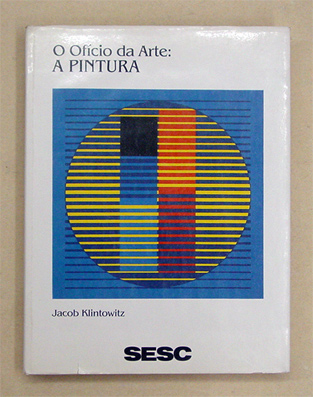 O Ofício da Arte:
A PINTURA
Jacob Klintowitz
SESC